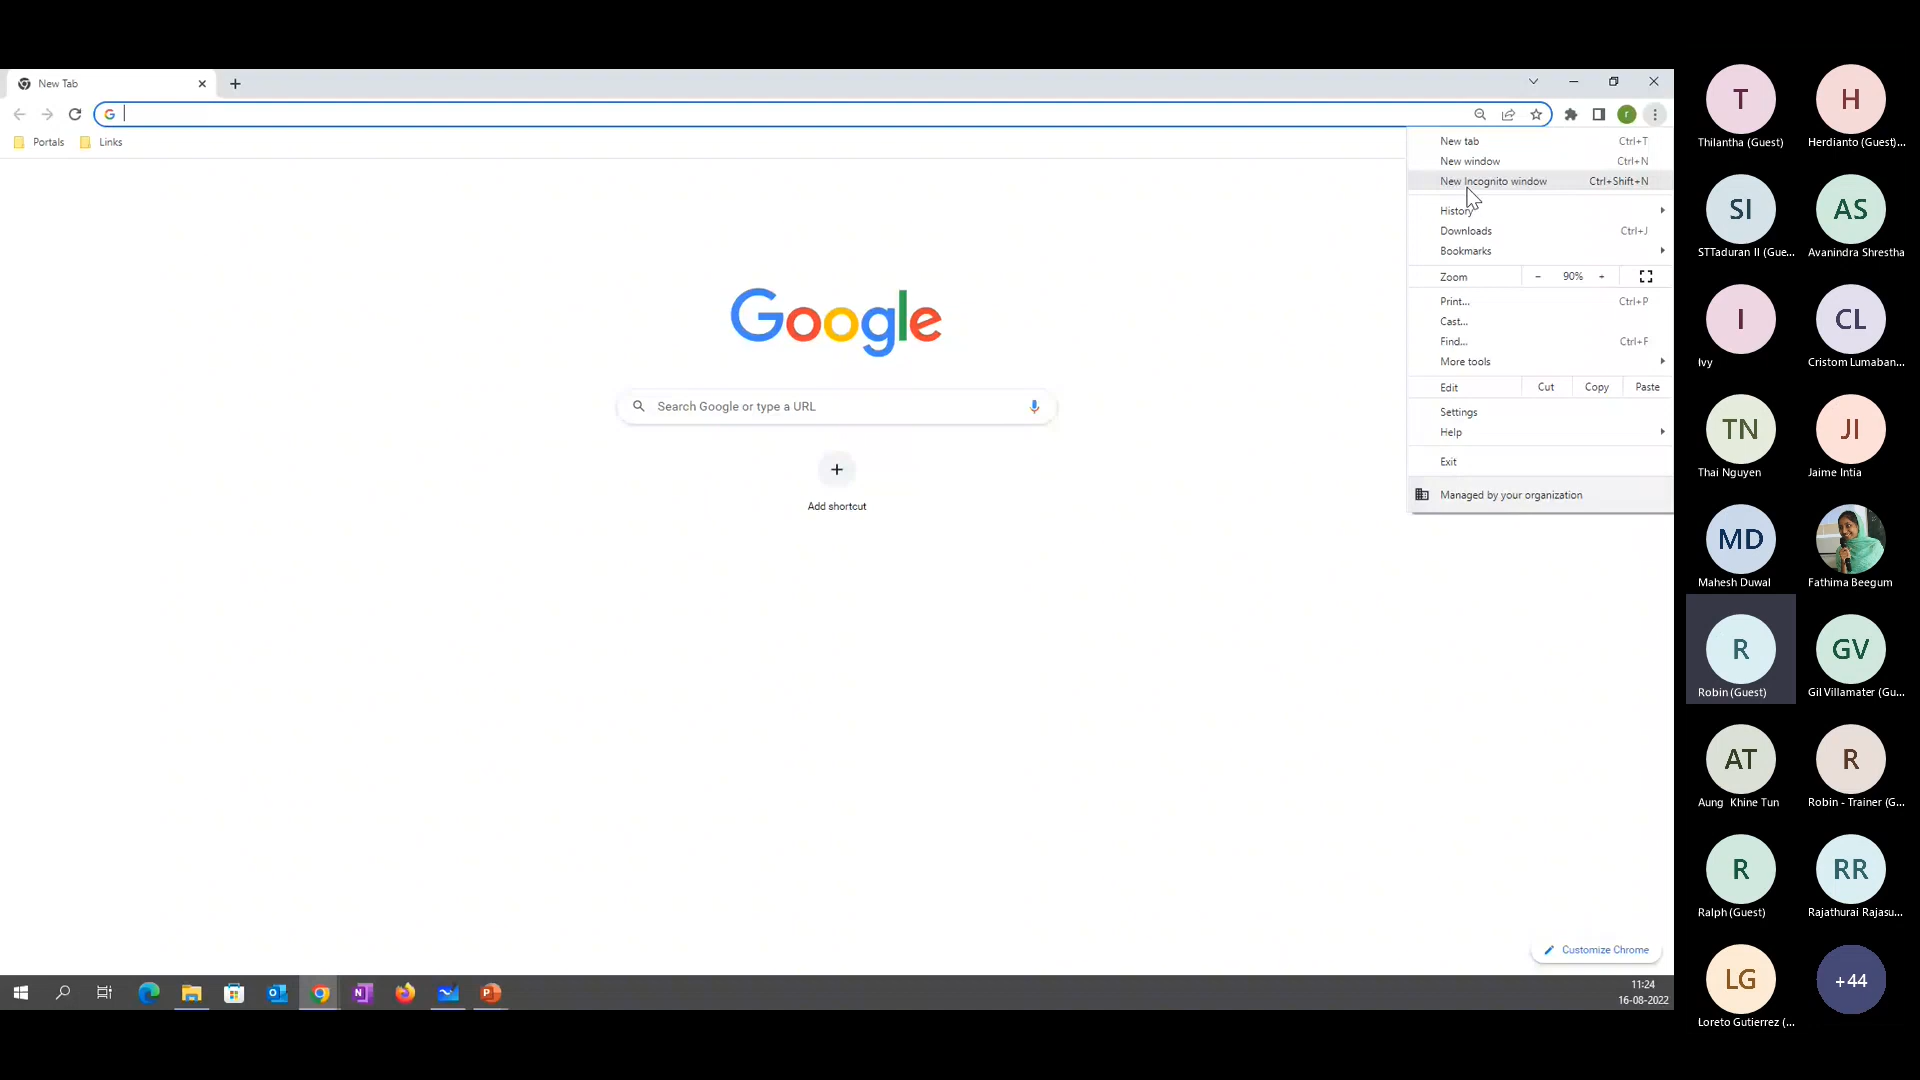 New Tab
Portals
Links
New tab Ctrl+T
New window Ctrl+N
New Incognito window Ctrl+Shift+N
History
Downloads Ctrl+J
Bookmarks
Zoom - 90% +
Print... Ctrl+P
Cast...
Find... Ctrl+F
More tools
Edit Cut Copy Paste
Settings
Help
Exit
Managed by your organization
Google
Search Google or type a URL
Add shortcut
Customize Chrome
11:24
16-08-2022
T
Thilantha (Guest)
H
Herdianto (Guest)...
SI
STTaduran II (Gue...
AS
Avanindra Shrestha
I
Ivy
CL
Cristom Lumaban...
TN
Thai Nguyen
JI
Jaime Intia
MD
Mahesh Duwal
Fathima Beegum
R
Robin (Guest)
GV
Gil Villamater (Gu...
AT
Aung Khine Tun
R
Robin - Trainer (G...
R
Ralph (Guest)
RR
Rajathurai Rajasu...
LG
Loreto Gutierrez (...
+44